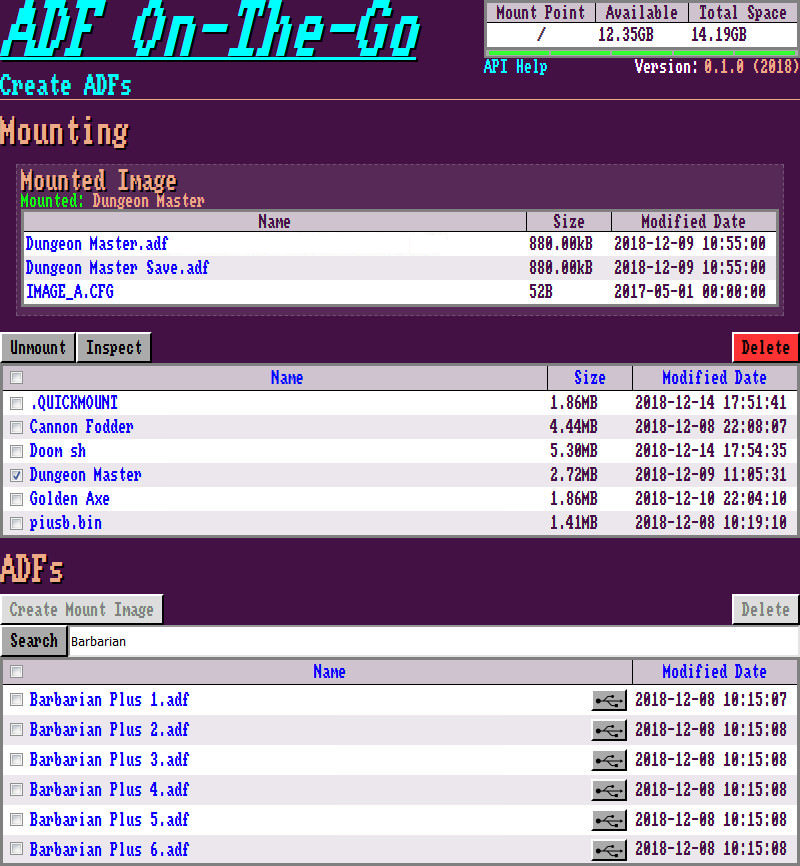 ADF On-The-Go
Mount Point Available Total Space
/ 12.35GB 14.19GB
API Help Version: 0.1.0 (2018)
Create ADFs
Mounting
Mounted Image
Mounted: Dungeon Master
Name Size Modified Date
Dungeon Master.adf 880.00kB 2018-12-09 10:55:00
Dungeon Master Save.adf 880.00kB 2018-12-09 10:55:00
IMAGE_A.CFG 52B 2017-05-01 00:00:00
Unmount Inspect Delete
Name Size Modified Date
.QUICKMOUNT 1.86MB 2018-12-14 17:51:41
Cannon Fodder 4.44MB 2018-12-08 22:08:07
Doom sh 5.30MB 2018-12-14 17:54:35
Dungeon Master 2.72MB 2018-12-09 11:05:31
Golden Axe 1.86MB 2018-12-10 22:04:10
piusb.bin 1.41MB 2018-12-08 10:19:10
ADFs
Create Mount Image Delete
Search Barbarian
Name Modified Date
Barbarian Plus 1.adf 2018-12-08 10:15:07
Barbarian Plus 2.adf 2018-12-08 10:15:08
Barbarian Plus 3.adf 2018-12-08 10:15:08
Barbarian Plus 4.adf 2018-12-08 10:15:08
Barbarian Plus 5.adf 2018-12-08 10:15:08
Barbarian Plus 6.adf 2018-12-08 10:15:08